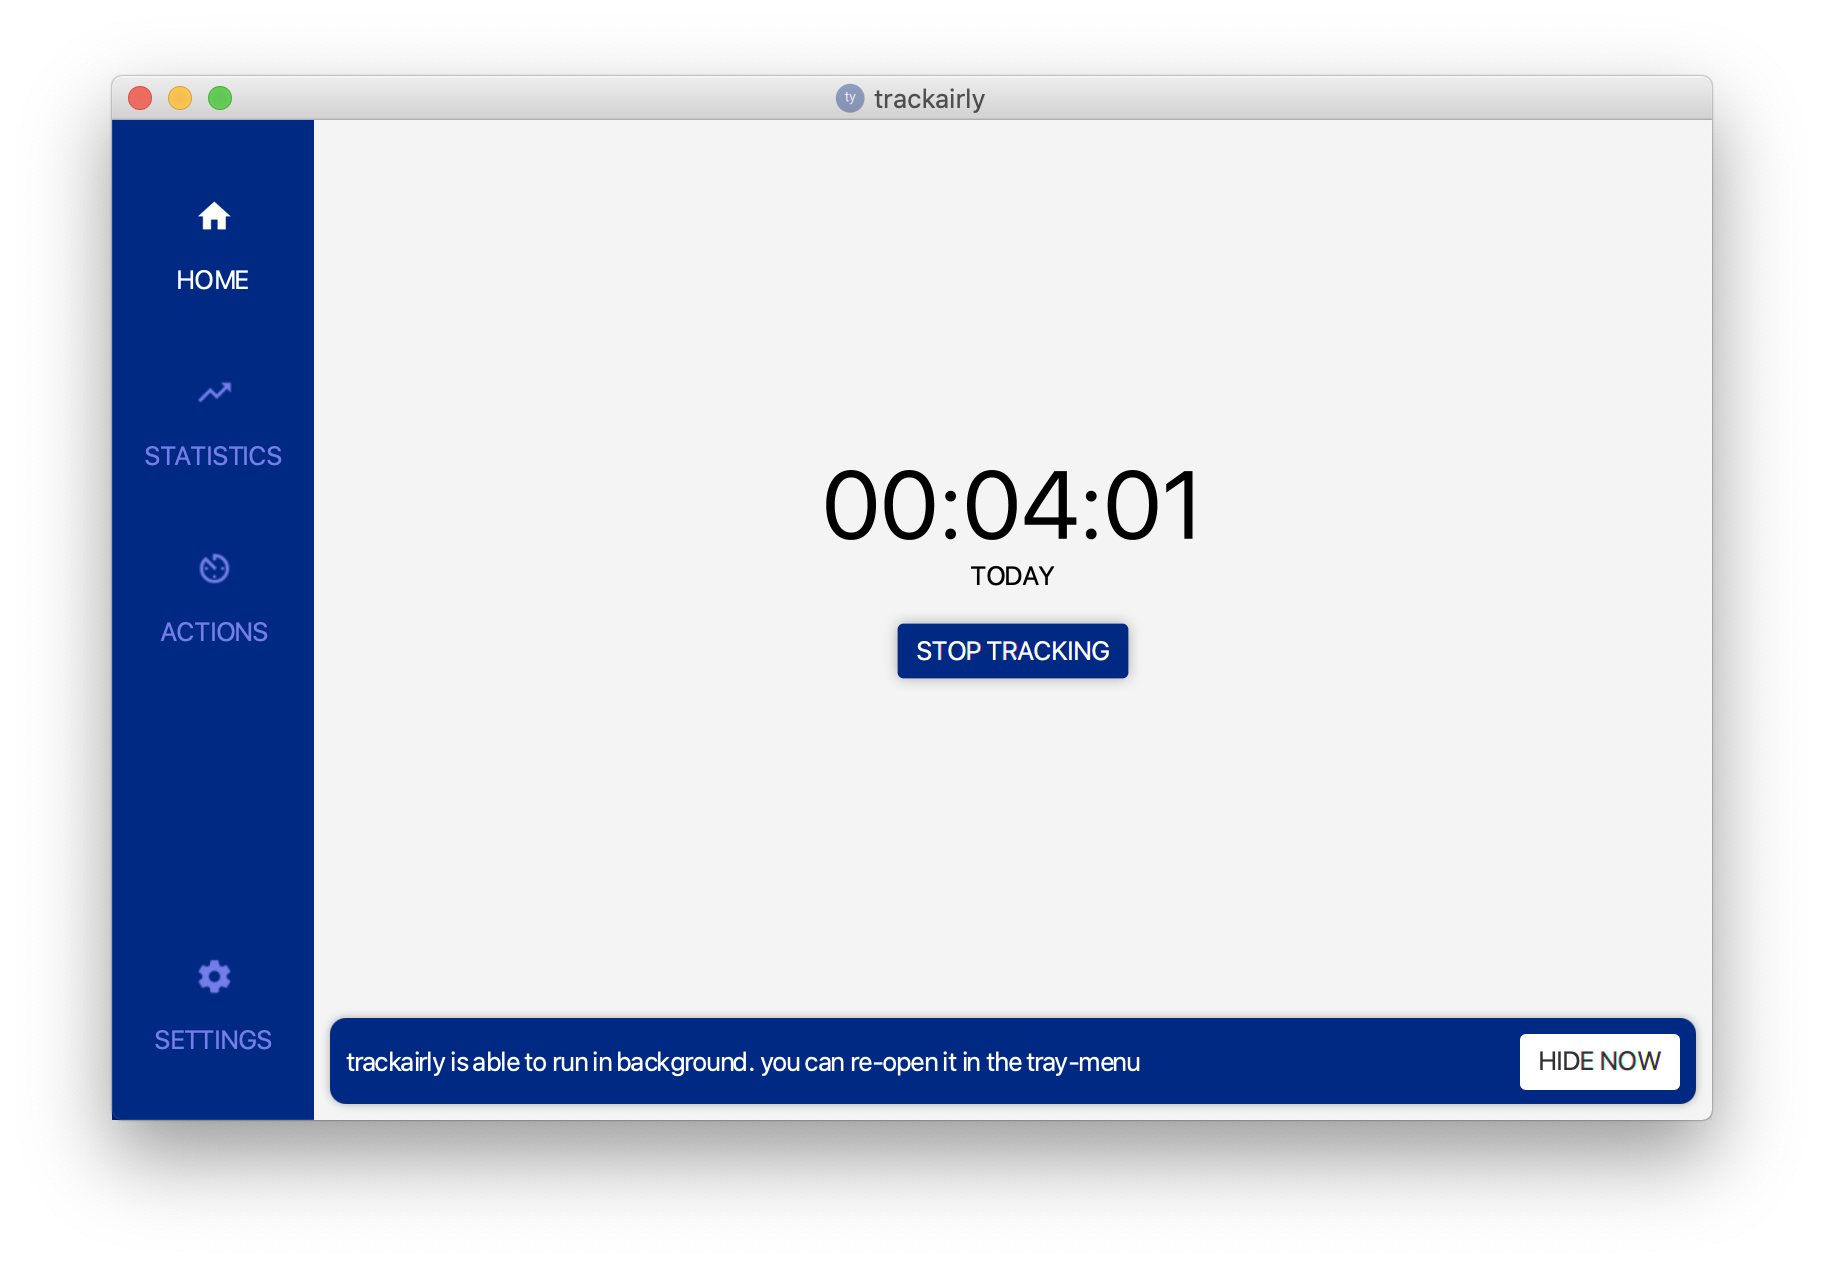 ty trackairly
HOME
STATISTICS
ACTIONS
SETTINGS
00:04:01
TODAY
STOP TRACKING
trackairly is able to run in background. you can re-open it in the tray-menu
HIDE NOW